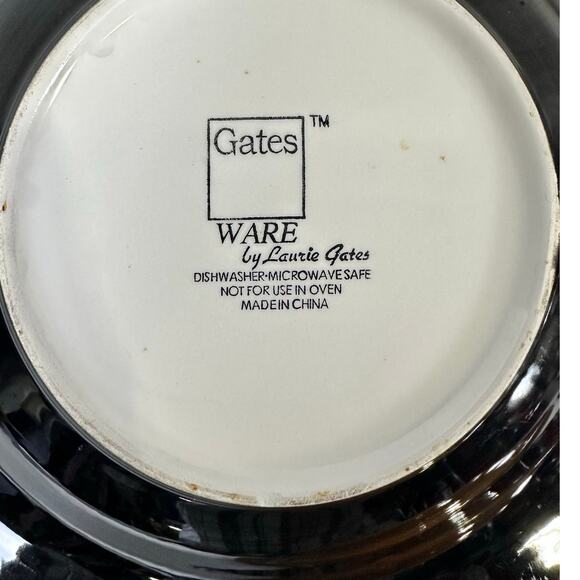 Gates TM
WARE
by Laurie Gates
DISHWASHER-MICROWAVE SAFE
NOT FOR USE IN OVEN
MADE IN CHINA